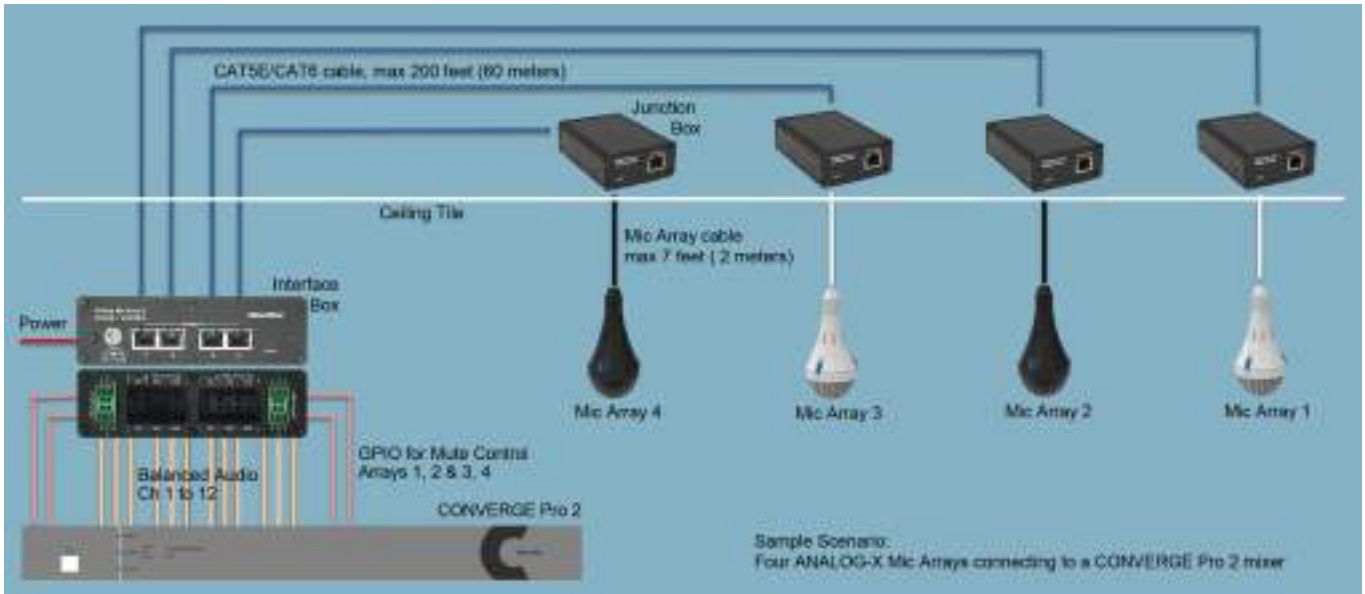 CAT5E/CAT6 cable, max 200 feet (60 meters)
Junction
Box
Ceiling Tile
Mic Array cable
max 7 feet ( 2 meters)
Interface
Box
Power
Mic Array 4
Mic Array 3
Mic Array 2
Mic Array 1
GPIO for Mute Control
Arrays 1, 2 & 3, 4
Balanced Audio
Ch 1 to 12
CONVERGE Pro 2
Sample Scenario:
Four ANALOG-X Mic Arrays connecting to a CONVERGE Pro 2 mixer